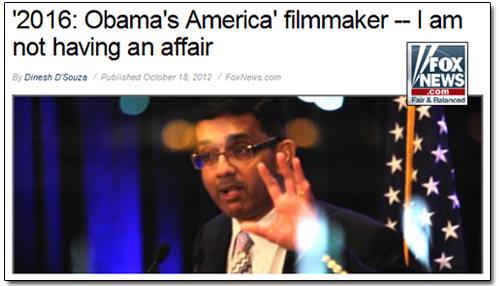 '2016: Obama's America' filmmaker -- I am
not having an affair
By Dinesh D'Souza / Published October 18, 2012 / FoxNews.com
FOX
NEWS
.com
Fair & Balanced